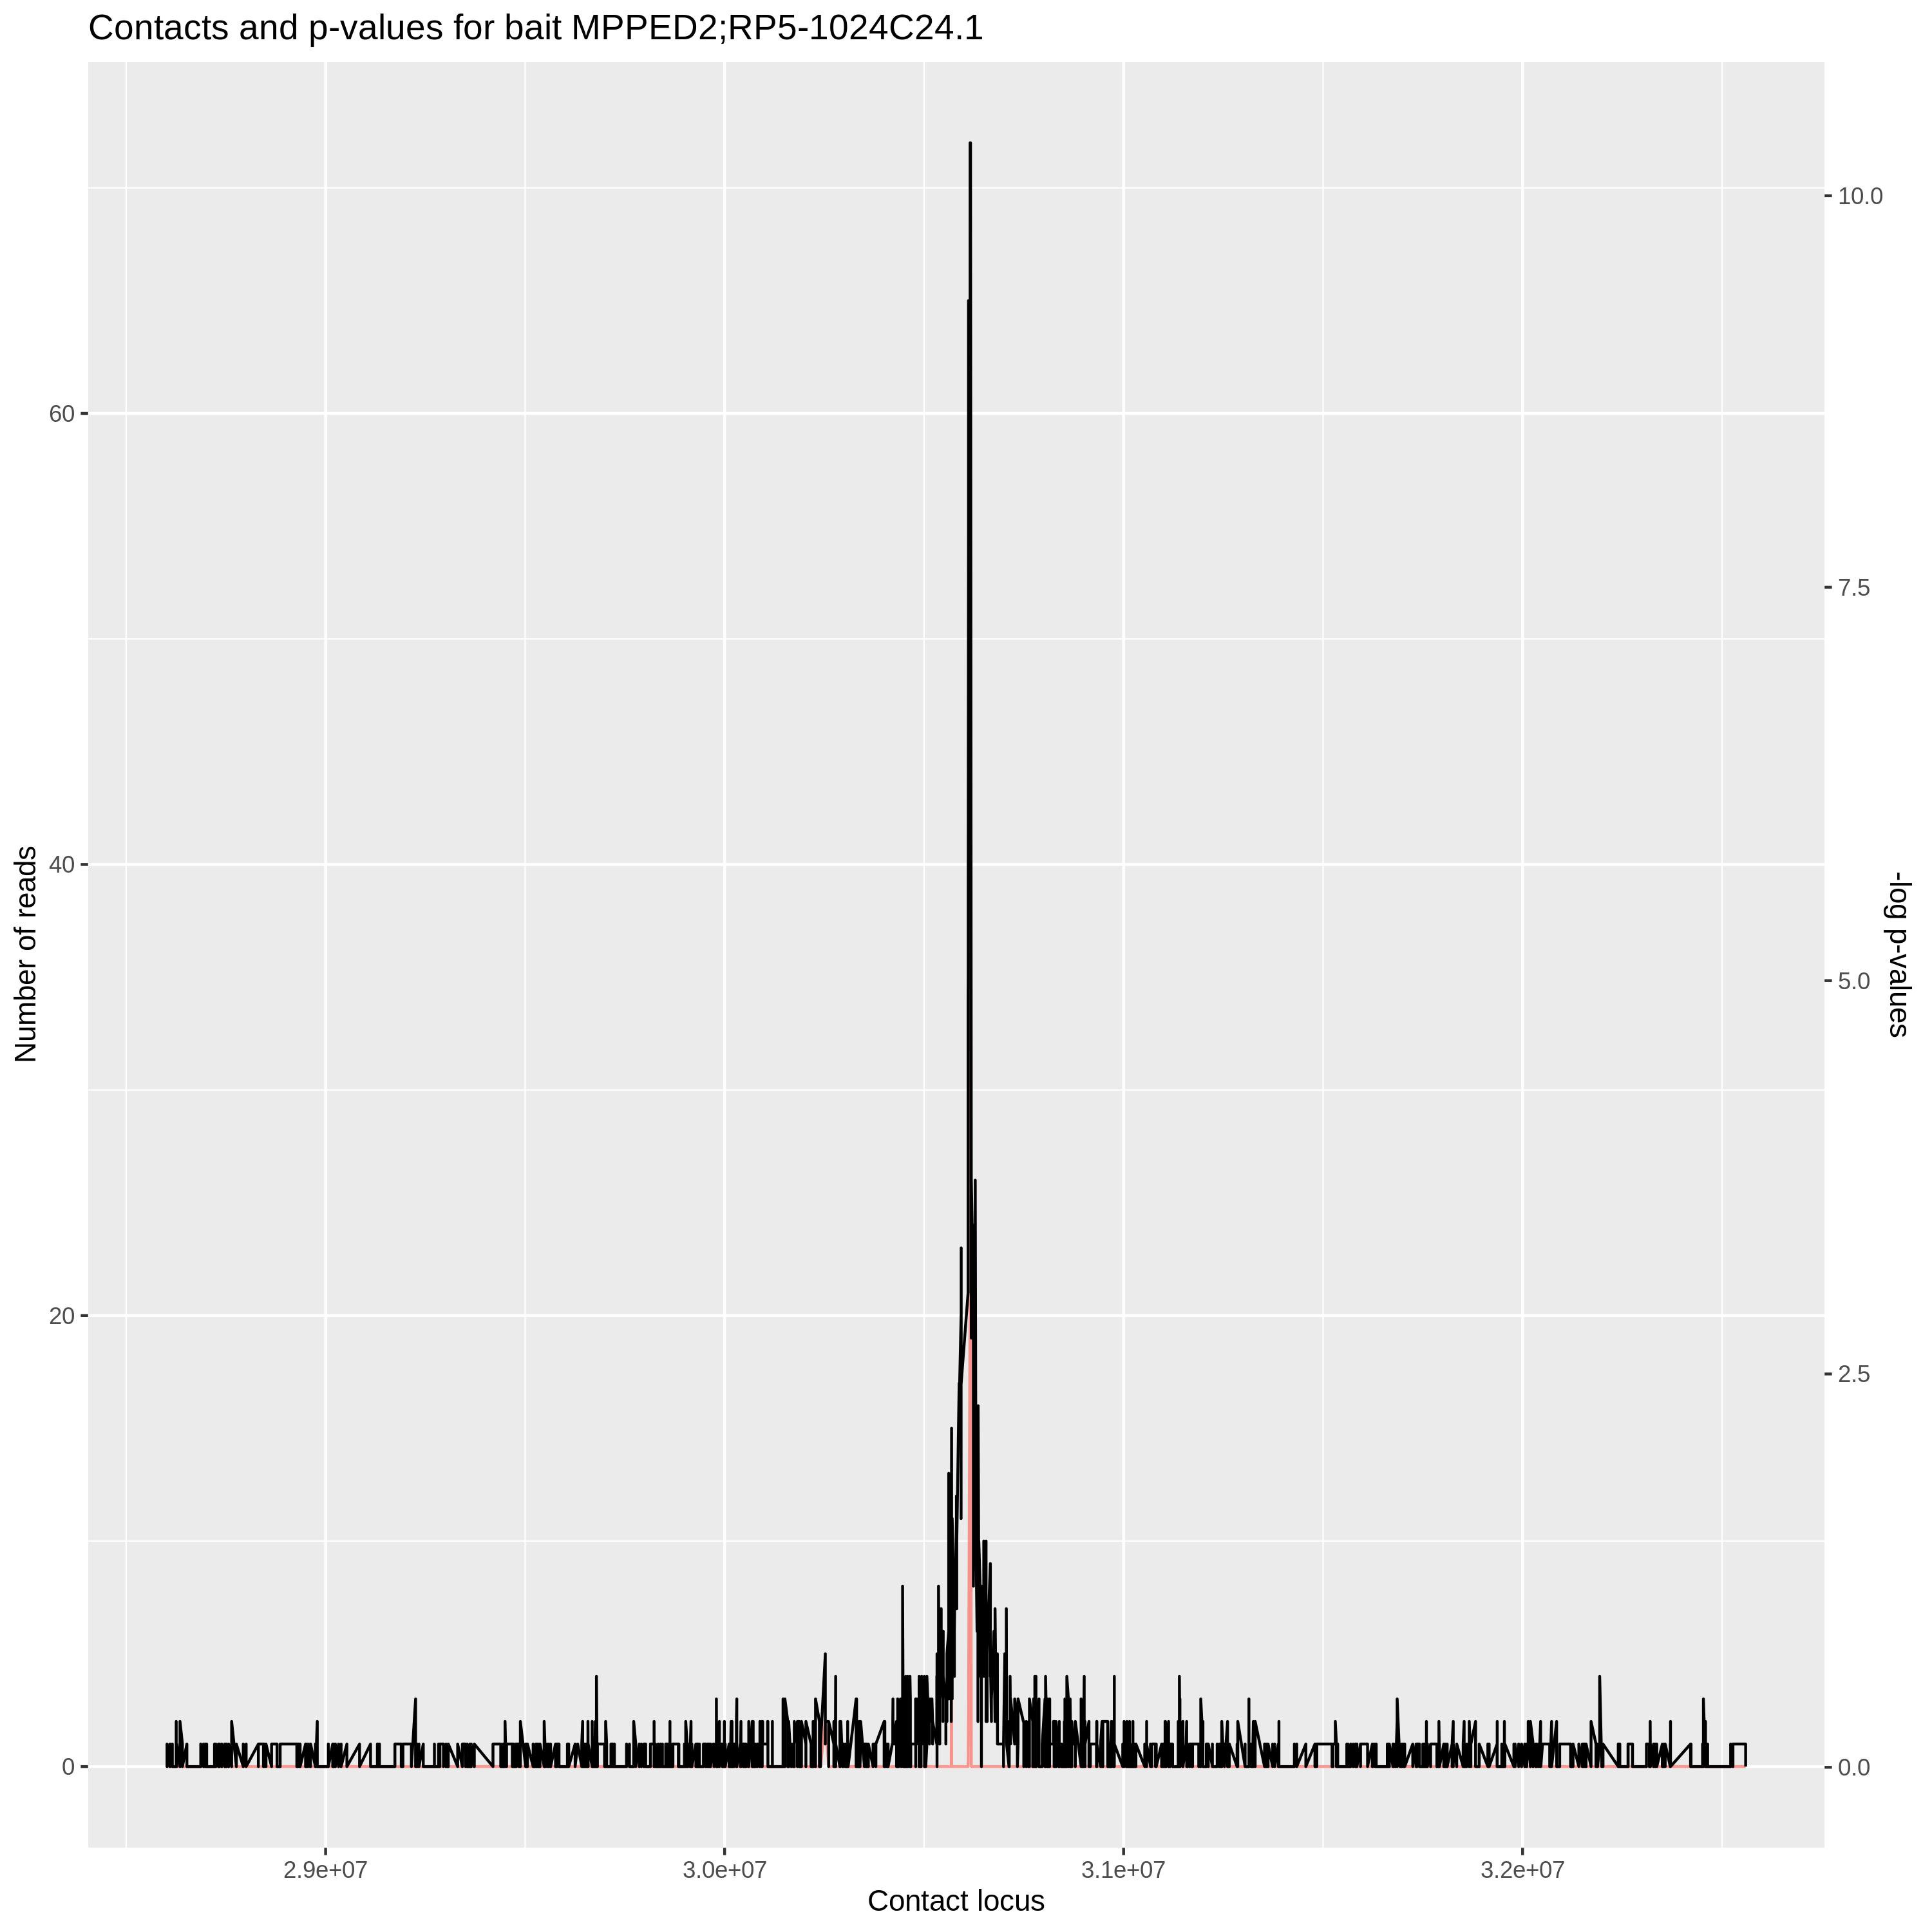 Contacts and p-values for bait MPPED2;RP5-1024C24.1
Number of reads
60
40
20
0
10.0
7.5
5.0
2.5
0.0
-log p-values
2.9e+07
3.0e+07
3.1e+07
3.2e+07
Contact locus